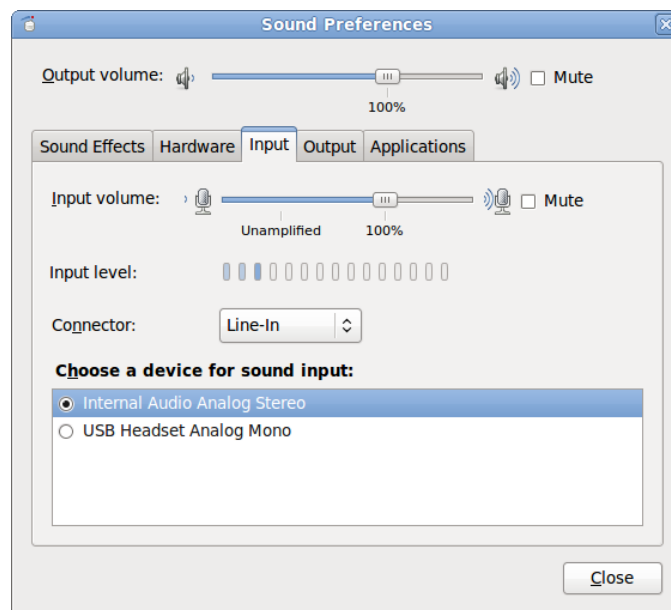 Sound Preferences
Output volume:
Mute
100%
Sound Effects Hardware Input Output Applications
Input volume:
Mute
Unamplified 100%
Input level:
Connector: Line-In
Choose a device for sound input:
Internal Audio Analog Stereo
USB Headset Analog Mono
Close